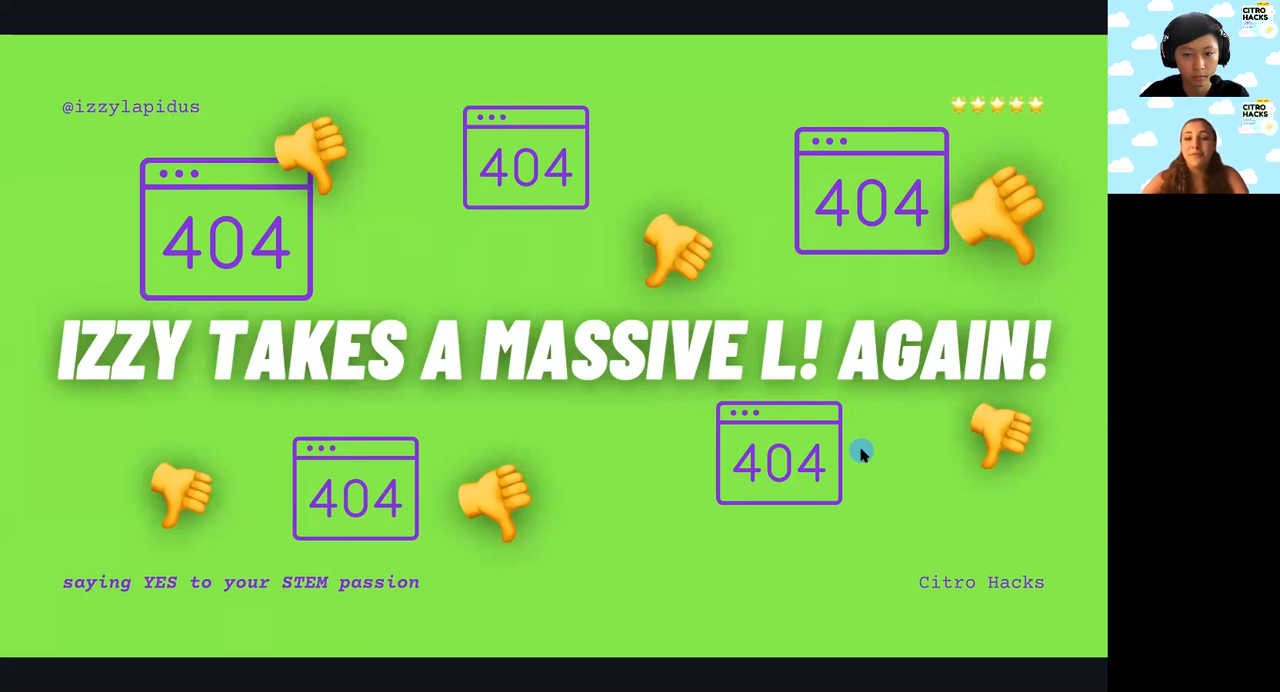 @izzylapidus
404
404
404
IZZY TAKES A MASSIVE L! AGAIN!
404
404
saying YES to your STEM passion
Citro Hacks
CITRO
HACKS
CITRO
HACKS